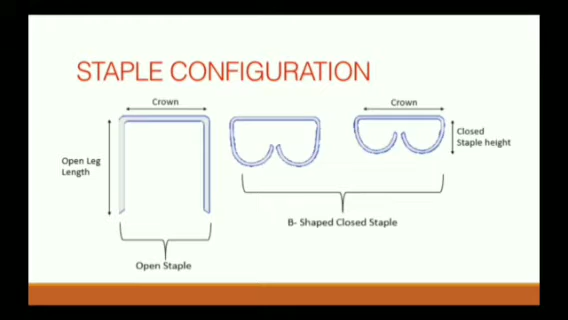 STAPLE CONFIGURATION
Crown
Crown
Open Leg
Length
Closed
Staple height
B- Shaped Closed Staple
Open Staple